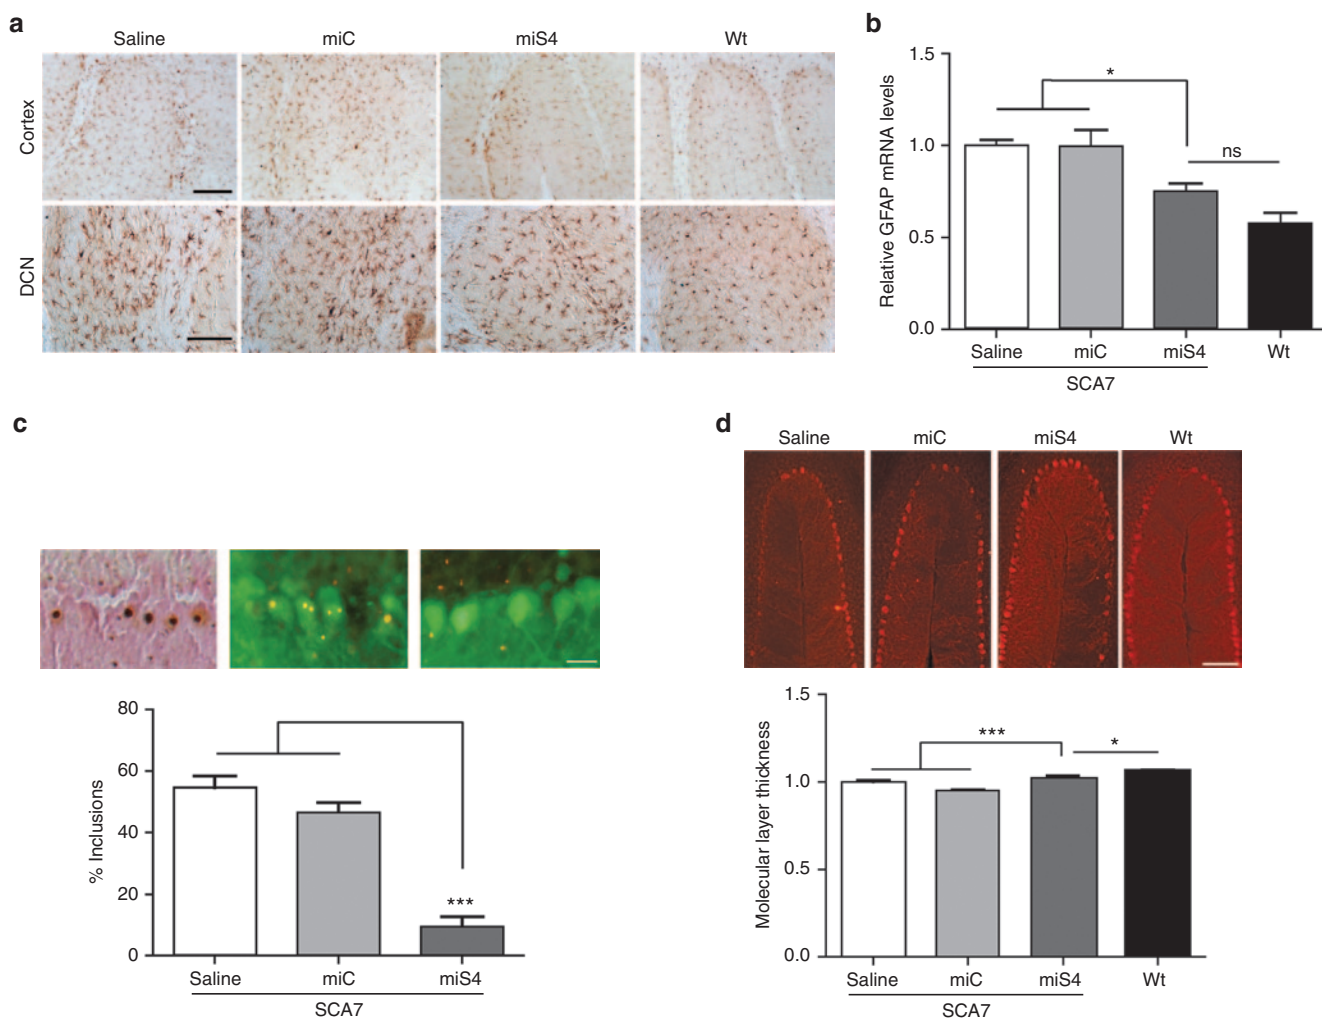 a
Saline miC miS4 Wt
Cortex
DCN
b
Relative GFAP mRNA levels
1.5
1.0
0.5
0.0
*
ns
Saline miC miS4 Wt
SCA7
c
% Inclusions
80
60
40
20
0
***
Saline miC miS4
SCA7
d
Saline miC miS4 Wt
Molecular layer thickness
1.5
1.0
0.5
0.0
***
*
Saline miC miS4 Wt
SCA7